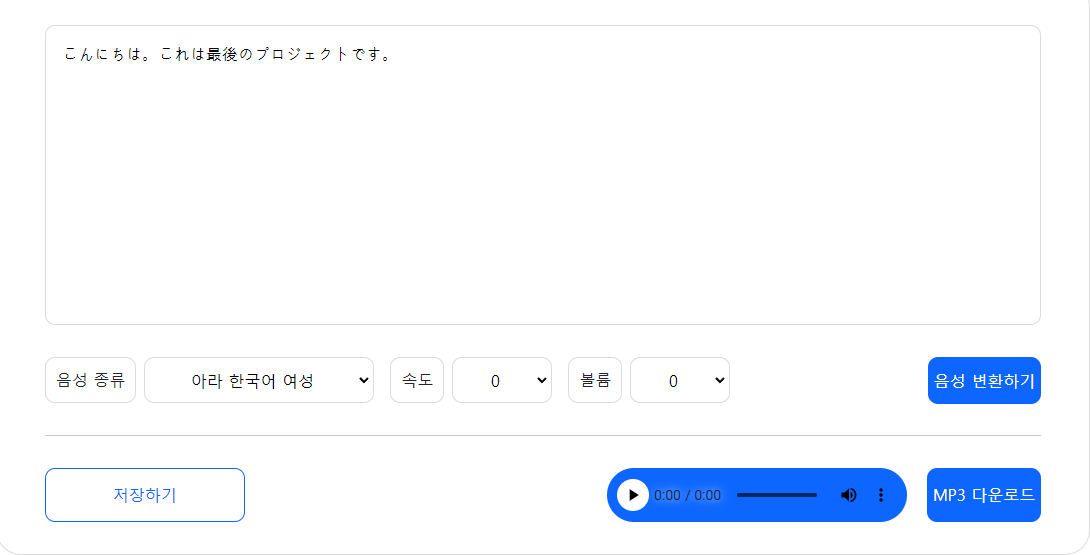 こんにちは。これは最後のプロジェクトです。
음성 종류 아라 한국어 여성 속도 0 볼륨 0 음성 변환하기
저장하기 0:00 / 0:00 MP3 다운로드